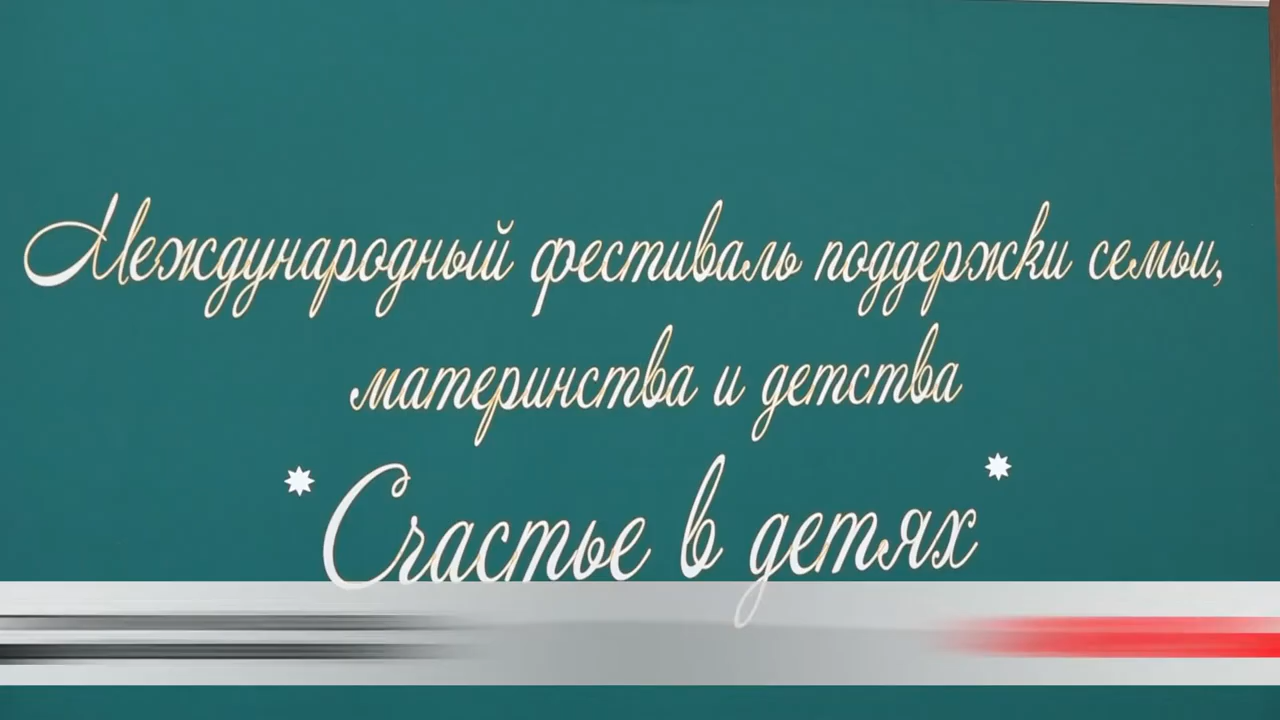 Международный фестиваль поддержки семьи,
материнства и детства
*Счастье в детях*